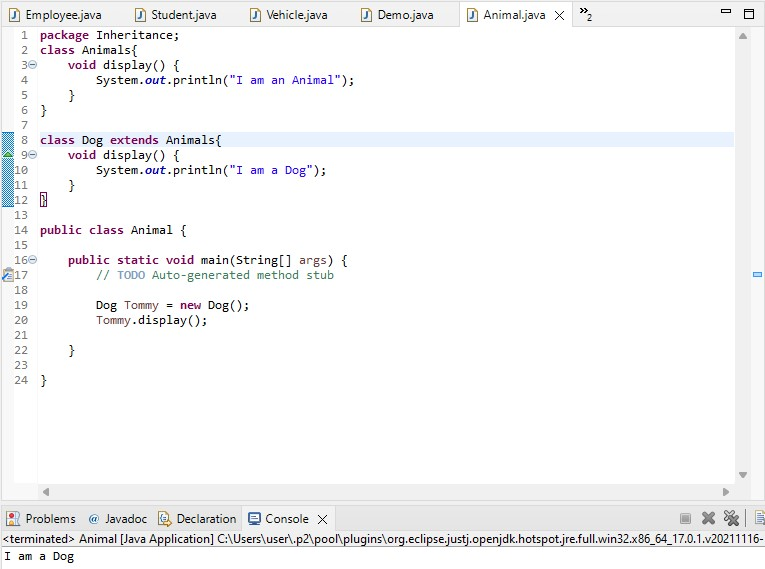 Employee.java Student.java Vehicle.java Demo.java Animal.java »2
1 package Inheritance;
2 class Animals{
3 void display() {
4 System.out.println("I am an Animal");
5 }
6 }
7
8 class Dog extends Animals{
9 void display() {
10 System.out.println("I am a Dog");
11 }
12 }
13
14 public class Animal {
15
16 public static void main(String[] args) {
17 // TODO Auto-generated method stub
18
19 Dog Tommy = new Dog();
20 Tommy.display();
21
22 }
23
24 }
Problems @ Javadoc Declaration Console
<terminated> Animal [Java Application] C:\Users\user\.p2\pool\plugins\org.eclipse.justj.openjdk.hotspot.jre.full.win32.x86_64_17.0.1.v20211116-
I am a Dog